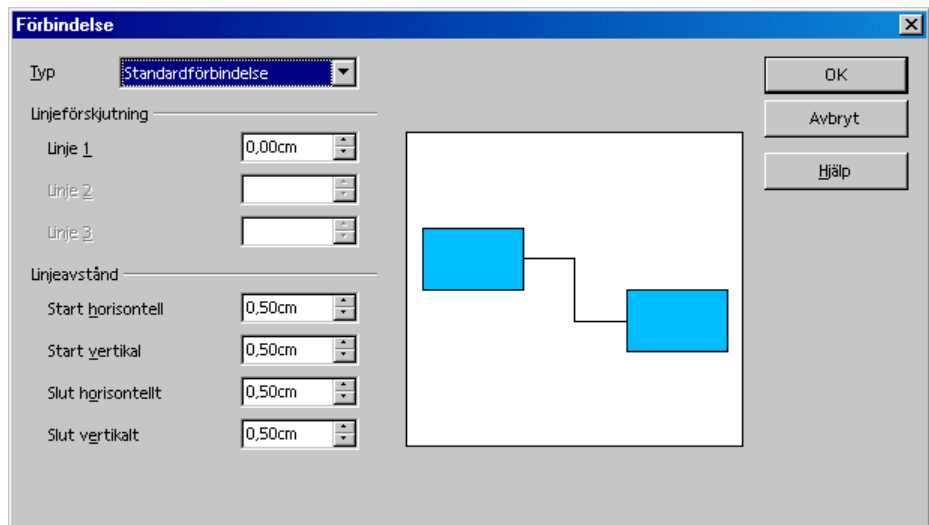 Förbindelse
Typ Standardförbindelse
OK
Linjeförskjutning
Avbryt
Linje 1 0,00cm
Hjälp
Linje 2
Linje 3
Linjeavstånd
Start horisontell 0,50cm
Start vertikal 0,50cm
Slut horisontellt 0,50cm
Slut vertikalt 0,50cm